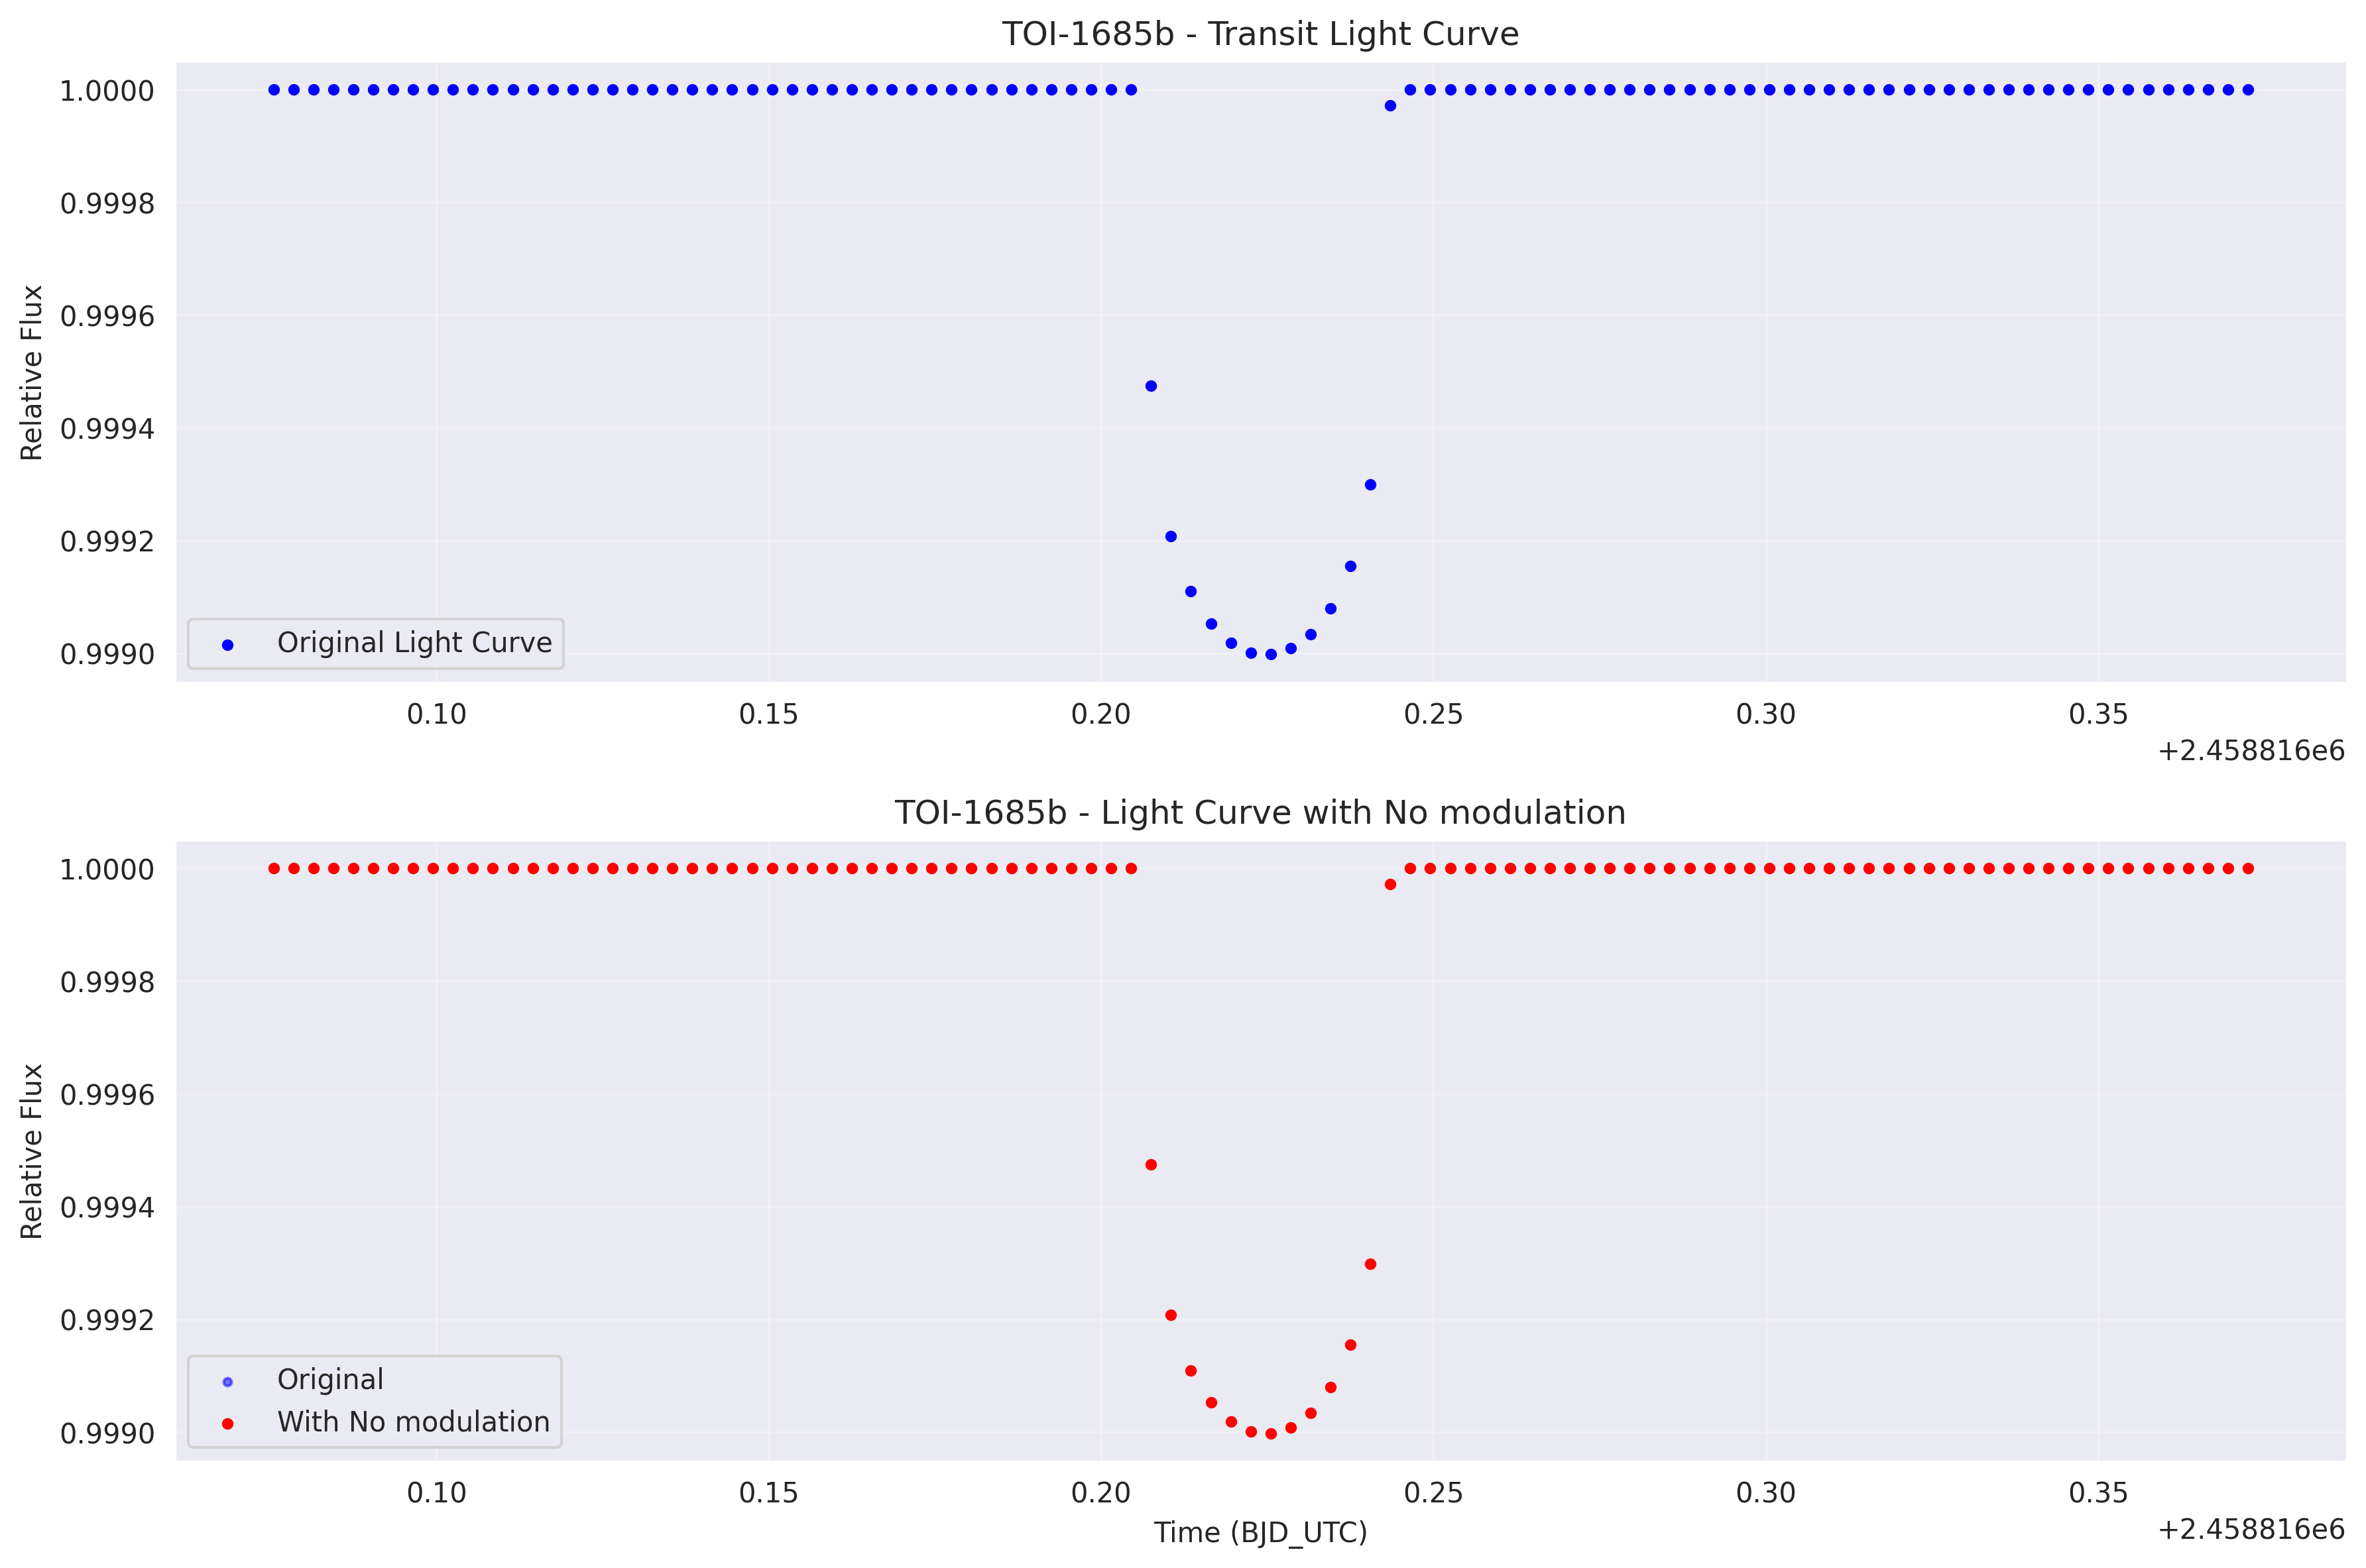 TOI-1685b - Transit Light Curve
1.0000
0.9998
0.9996
0.9994
0.9992
0.9990
Relative Flux
Original Light Curve
0.10 0.15 0.20 0.25 0.30 0.35
+2.458816e6
TOI-1685b - Light Curve with No modulation
1.0000
0.9998
0.9996
0.9994
0.9992
0.9990
Relative Flux
Original
With No modulation
0.10 0.15 0.20 0.25 0.30 0.35
Time (BJD_UTC)
+2.458816e6